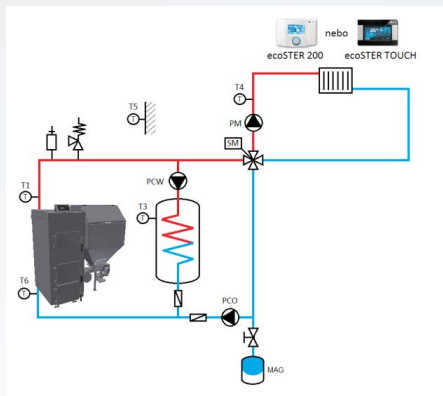 nebo
ecoSTER 200 ecoSTER TOUCH
T4
T
T5
T
PM
SM
T1
T
PCW
T3
T
T6
T
PCO
MAG